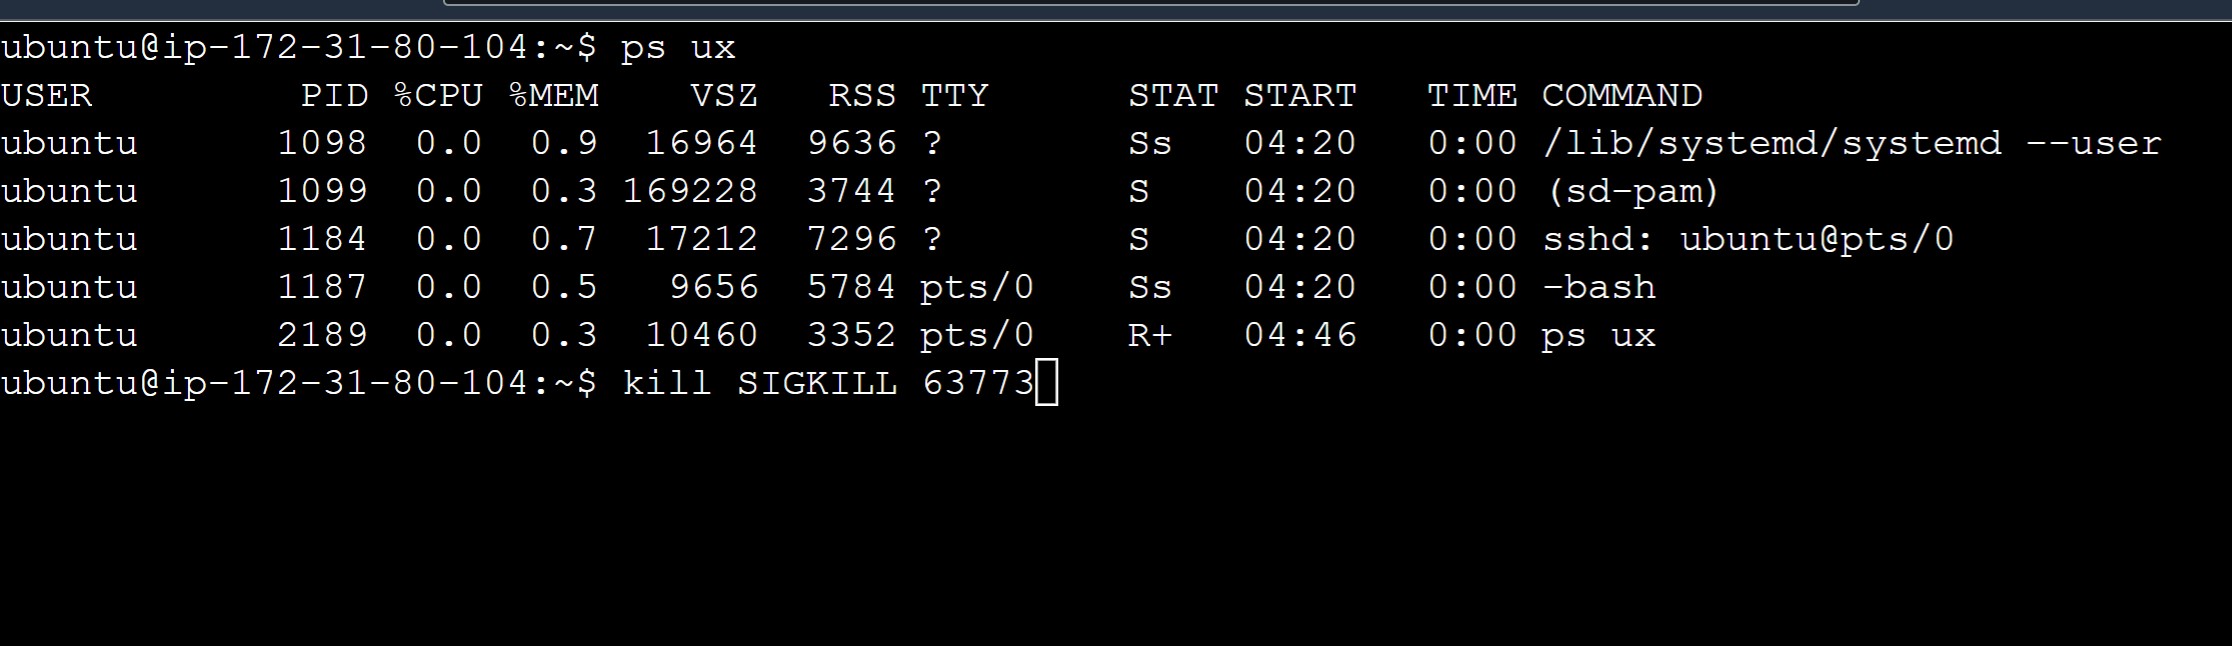 ubuntu@ip-172-31-80-104:~$ ps ux
USER         PID %CPU %MEM    VSZ   RSS TTY      STAT START   TIME COMMAND
ubuntu      1098  0.0  0.9  16964  9636 ?        Ss   04:20   0:00 /lib/systemd/systemd --user
ubuntu      1099  0.0  0.3 169228  3744 ?        S    04:20   0:00 (sd-pam)
ubuntu      1184  0.0  0.7  17212  7296 ?        S    04:20   0:00 sshd: ubuntu@pts/0
ubuntu      1187  0.0  0.5   9656  5784 pts/0    Ss   04:20   0:00 -bash
ubuntu      2189  0.0  0.3  10460  3352 pts/0    R+   04:46   0:00 ps ux
ubuntu@ip-172-31-80-104:~$ kill SIGKILL 63773